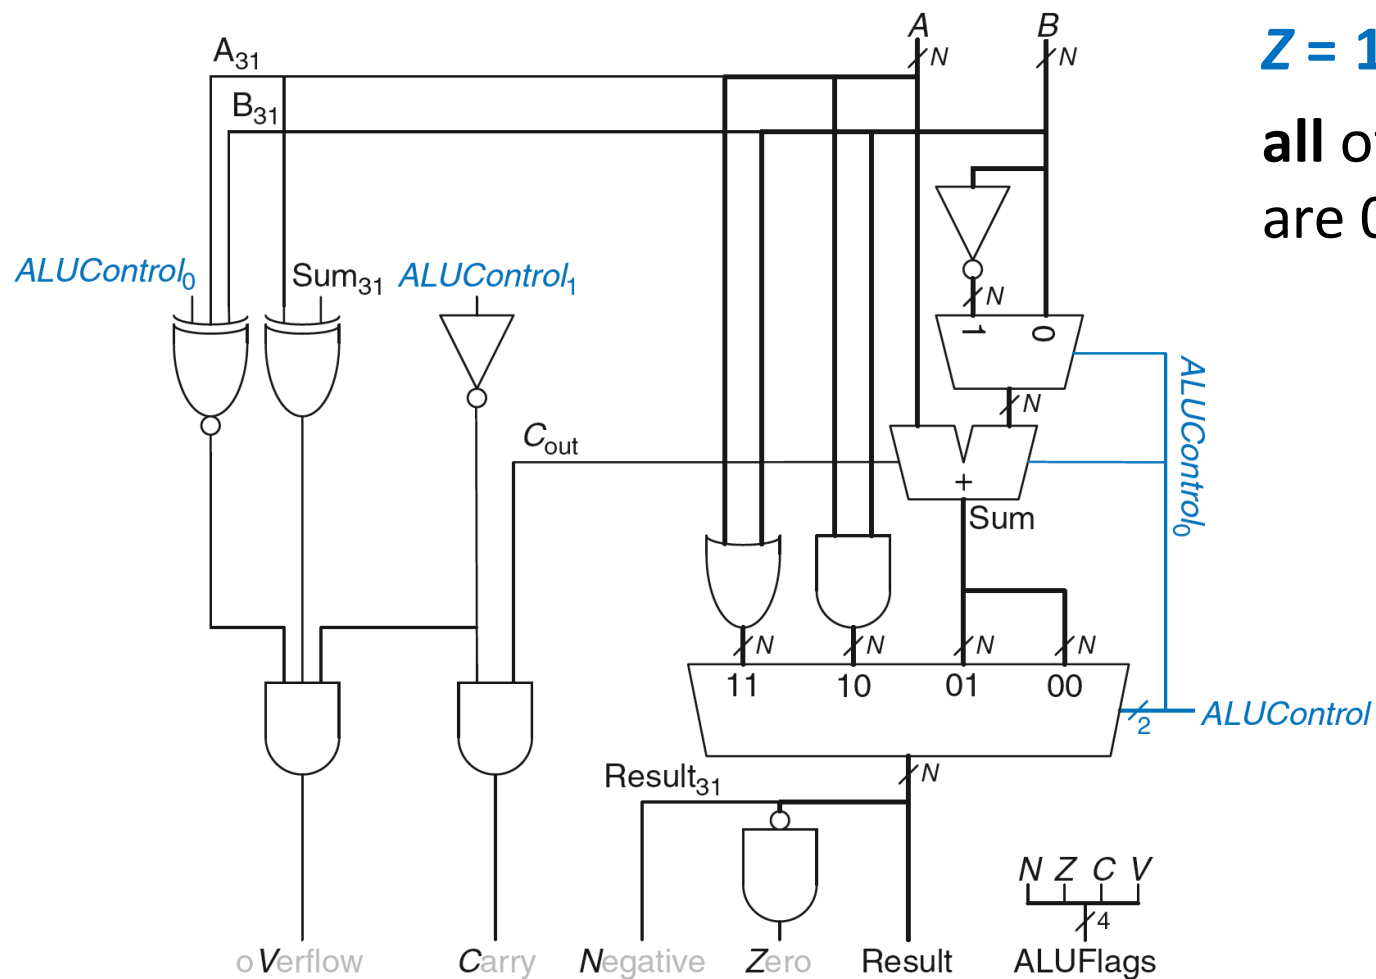 A B
N N
Z = 1
all of
are 0
A31
B31
ALUControl0 Sum31 ALUControl1
N
1 0
ALUControl0
N
Cout
+
Sum
N N N N
11 10 01 00
2 ALUControl
N
Result31
N Z C V
4
oVerflow Carry Negative Zero Result ALUFlags